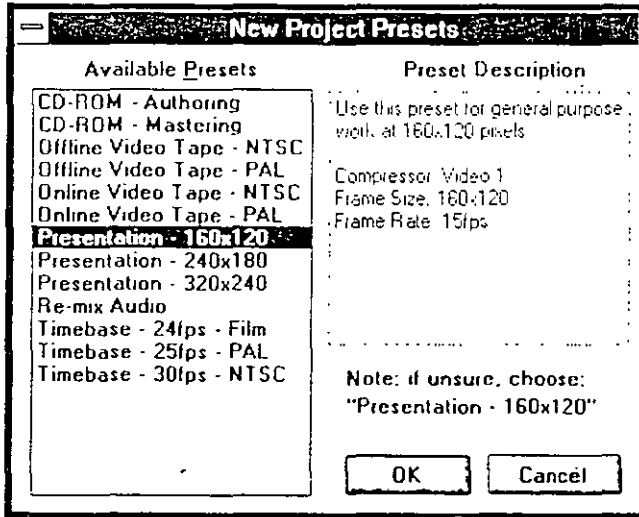 New Project Presets
Available Presets
CD-ROM - Authoring
CD-ROM - Mastering
Offline Video Tape - NTSC
Offline Video Tape - PAL
Online Video Tape - NTSC
Online Video Tape - PAL
Presentation - 160x120
Presentation - 240x180
Presentation - 320x240
Re-mix Audio
Timebase - 24fps - Film
Timebase - 25fps - PAL
Timebase - 30fps - NTSC
Preset Description
Use this preset for general purpose
work at 160x120 pixels
Compressor: Video 1
Frame Size: 160x120
Frame Rate: 15fps
Note: if unsure, choose:
"Presentation - 160x120"
OK
Cancel